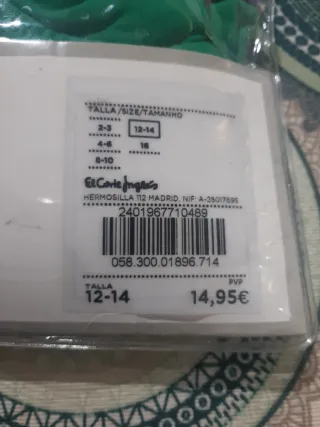 TALLA/SIZE/TAMANHO
2-3 12-14
4-6 16
8-10
El Corte Inglés
HERMOSILLA 112 MADRID, NIF: A-28017895
2401967710489
058.300.01896.714
TALLA PVP
12-14 14,95€